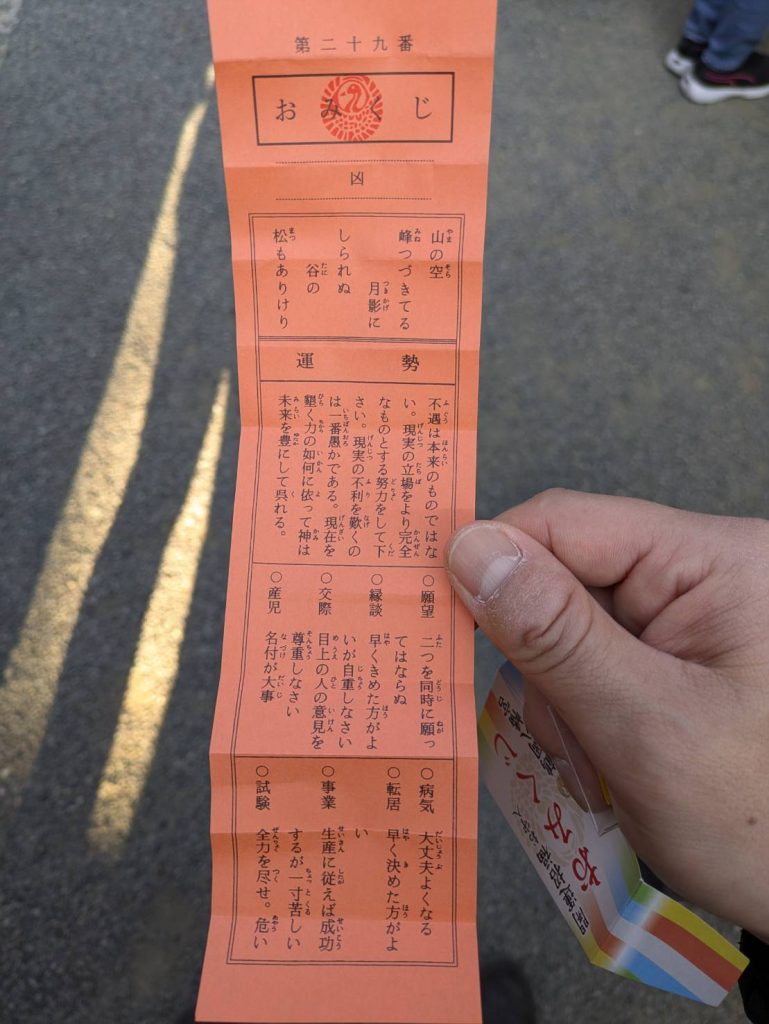 第二十九番
おみくじ
凶
山の空
峰つづきてる
月影に
しられぬ
谷の
松もありけり
運勢
不遇は本来のものではな
い。現実の立場をより完全
なものとする努力をして下
さい。現実の不利を歎くの
は一番愚かである。現在を
墾く力の如何に依って神は
未来を豊にして呉れる。
○願望 二つを同時に願っ
てはならぬ
○縁談 早くきめた方がよ
いが自重しなさい
○交際 目上の人の意見を
尊重しなさい
○産児 名付が大事
○病気 大丈夫よくなる
○転居 早く決めた方がよ
い
○事業 生産に従えば成功
するが一寸苦しい
○試験 全力を尽せ。危い
おみくじ
開運招福